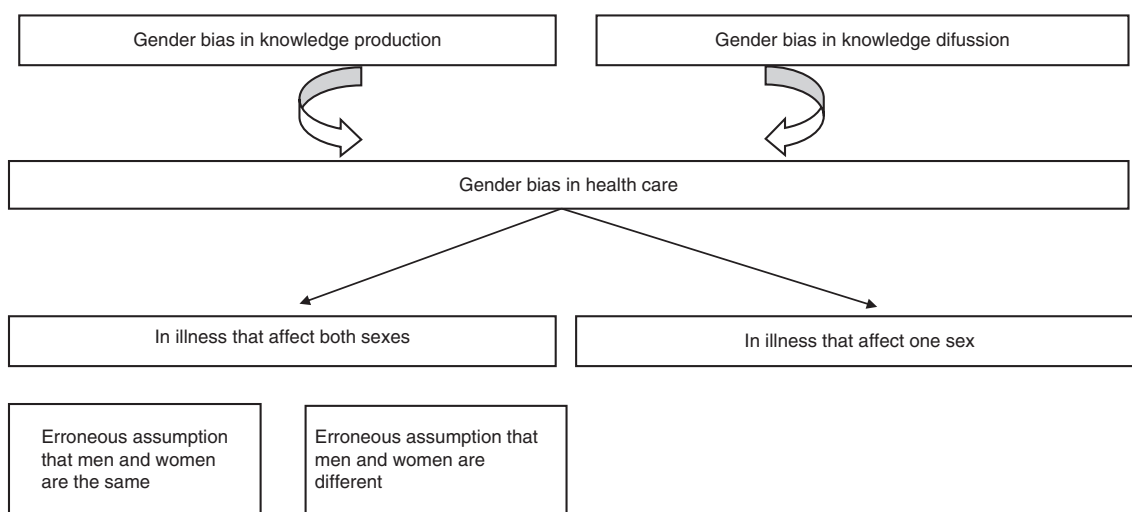 Gender bias in knowledge production
Gender bias in knowledge difussion
Gender bias in health care
In illness that affect both sexes
In illness that affect one sex
Erroneous assumption
that men and women
are the same
Erroneous assumption that
men and women are
different